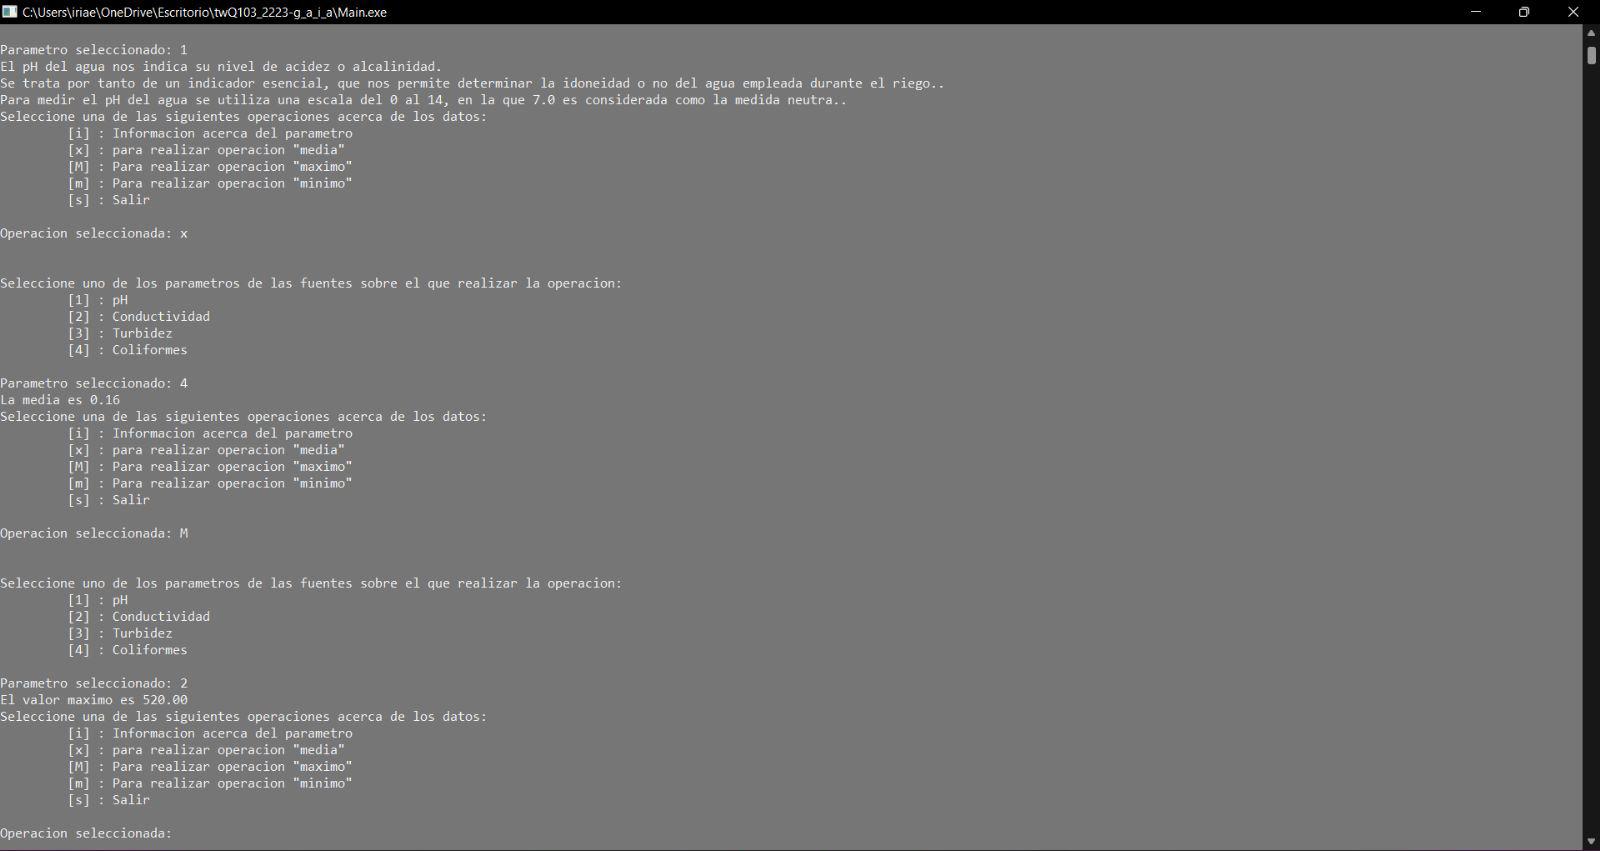 C:\Users\iriae\OneDrive\Escritorio\twQ103_2223-g_a_i_a\Main.exe
Parametro seleccionado: 1
El pH del agua nos indica su nivel de acidez o alcalinidad.
Se trata por tanto de un indicador esencial, que nos permite determinar la idoneidad o no del agua empleada durante el riego..
Para medir el pH del agua se utiliza una escala del 0 al 14, en la que 7.0 es considerada como la medida neutra..
Seleccione una de las siguientes operaciones acerca de los datos:
[i] : Informacion acerca del parametro
[x] : para realizar operacion "media"
[M] : Para realizar operacion "maximo"
[m] : Para realizar operacion "minimo"
[s] : Salir
Operacion seleccionada: x
Seleccione uno de los parametros de las fuentes sobre el que realizar la operacion:
[1] : pH
[2] : Conductividad
[3] : Turbidez
[4] : Coliformes
Parametro seleccionado: 4
La media es 0.16
Seleccione una de las siguientes operaciones acerca de los datos:
[i] : Informacion acerca del parametro
[x] : para realizar operacion "media"
[M] : Para realizar operacion "maximo"
[m] : Para realizar operacion "minimo"
[s] : Salir
Operacion seleccionada: M
Seleccione uno de los parametros de las fuentes sobre el que realizar la operacion:
[1] : pH
[2] : Conductividad
[3] : Turbidez
[4] : Coliformes
Parametro seleccionado: 2
El valor maximo es 520.00
Seleccione una de las siguientes operaciones acerca de los datos:
[i] : Informacion acerca del parametro
[x] : para realizar operacion "media"
[M] : Para realizar operacion "maximo"
[m] : Para realizar operacion "minimo"
[s] : Salir
Operacion seleccionada: